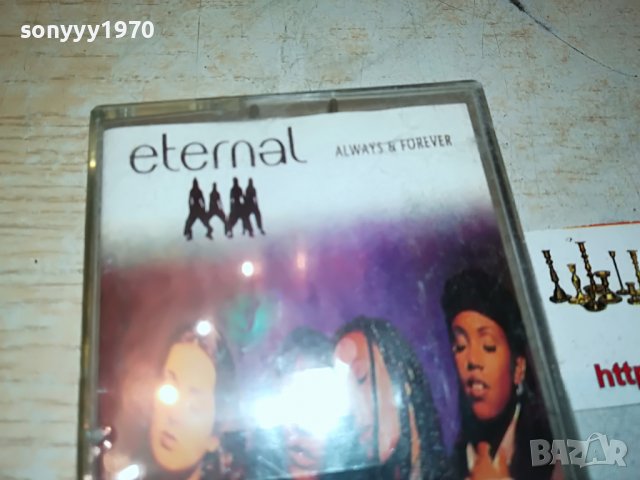 sonyyy1970
eternal
ALWAYS & FOREVER
http
BAZAR